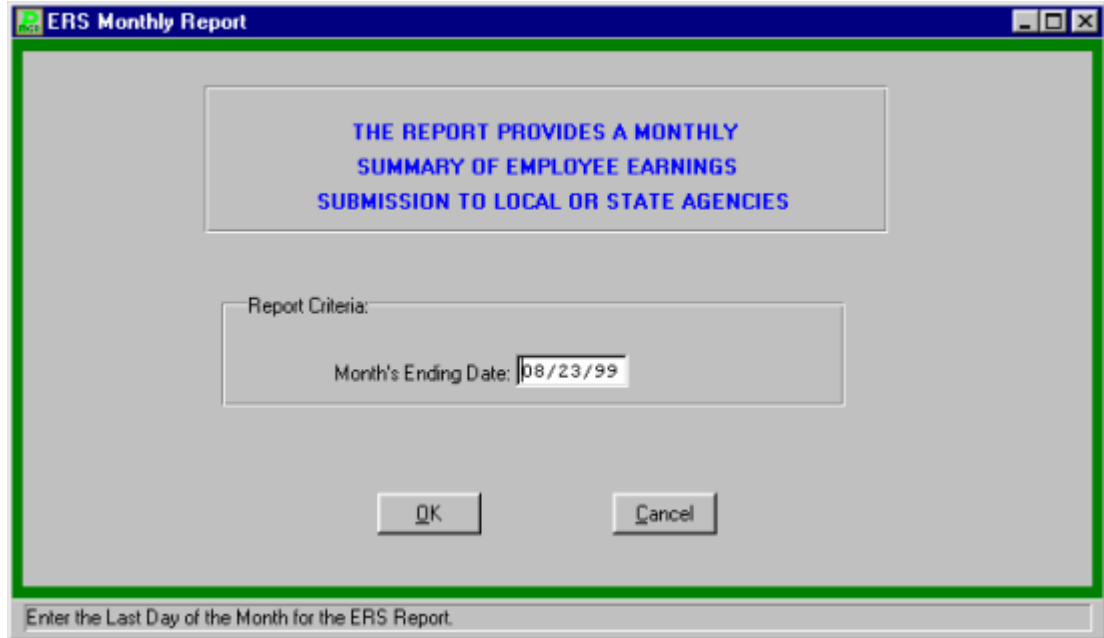 ERS Monthly Report
THE REPORT PROVIDES A MONTHLY
SUMMARY OF EMPLOYEE EARNINGS
SUBMISSION TO LOCAL OR STATE AGENCIES
Report Criteria:
Month's Ending Date: 08/23/99
OK Cancel
Enter the Last Day of the Month for the ERS Report.